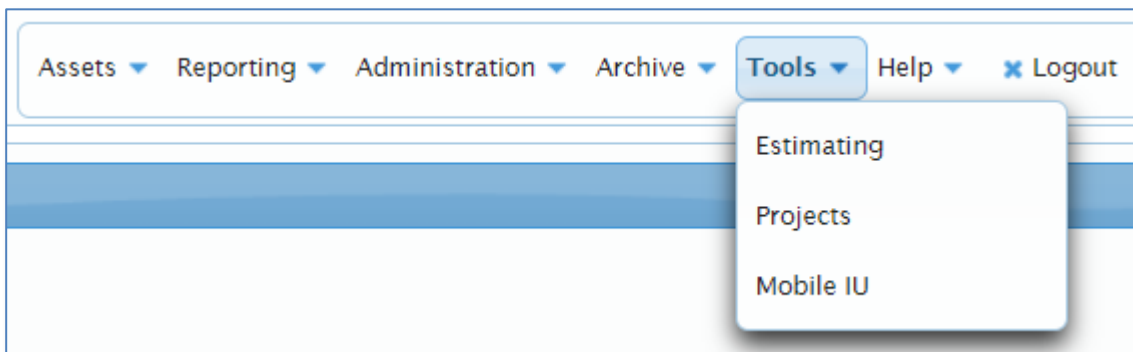 Assets Reporting Administration Archive Tools Help Logout
Estimating
Projects
Mobile IU